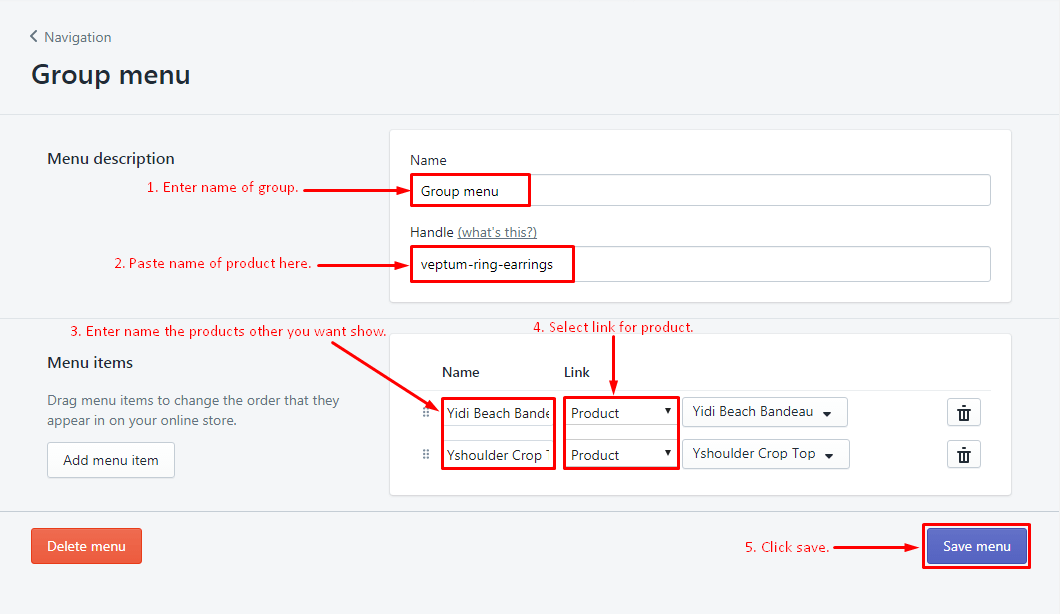 Navigation
Group menu
Menu description
Name
1. Enter name of group.
Group menu
Handle (what's this?)
2. Paste name of product here.
veptum-ring-earrings
3. Enter name the products other you want show.
4. Select link for product.
Menu items
Name Link
Drag menu items to change the order that they
appear in on your online store.
Yidi Beach Bande Product Yidi Beach Bandeau
Add menu item
Yshoulder Crop Product Yshoulder Crop Top
Delete menu
5. Click save.
Save menu